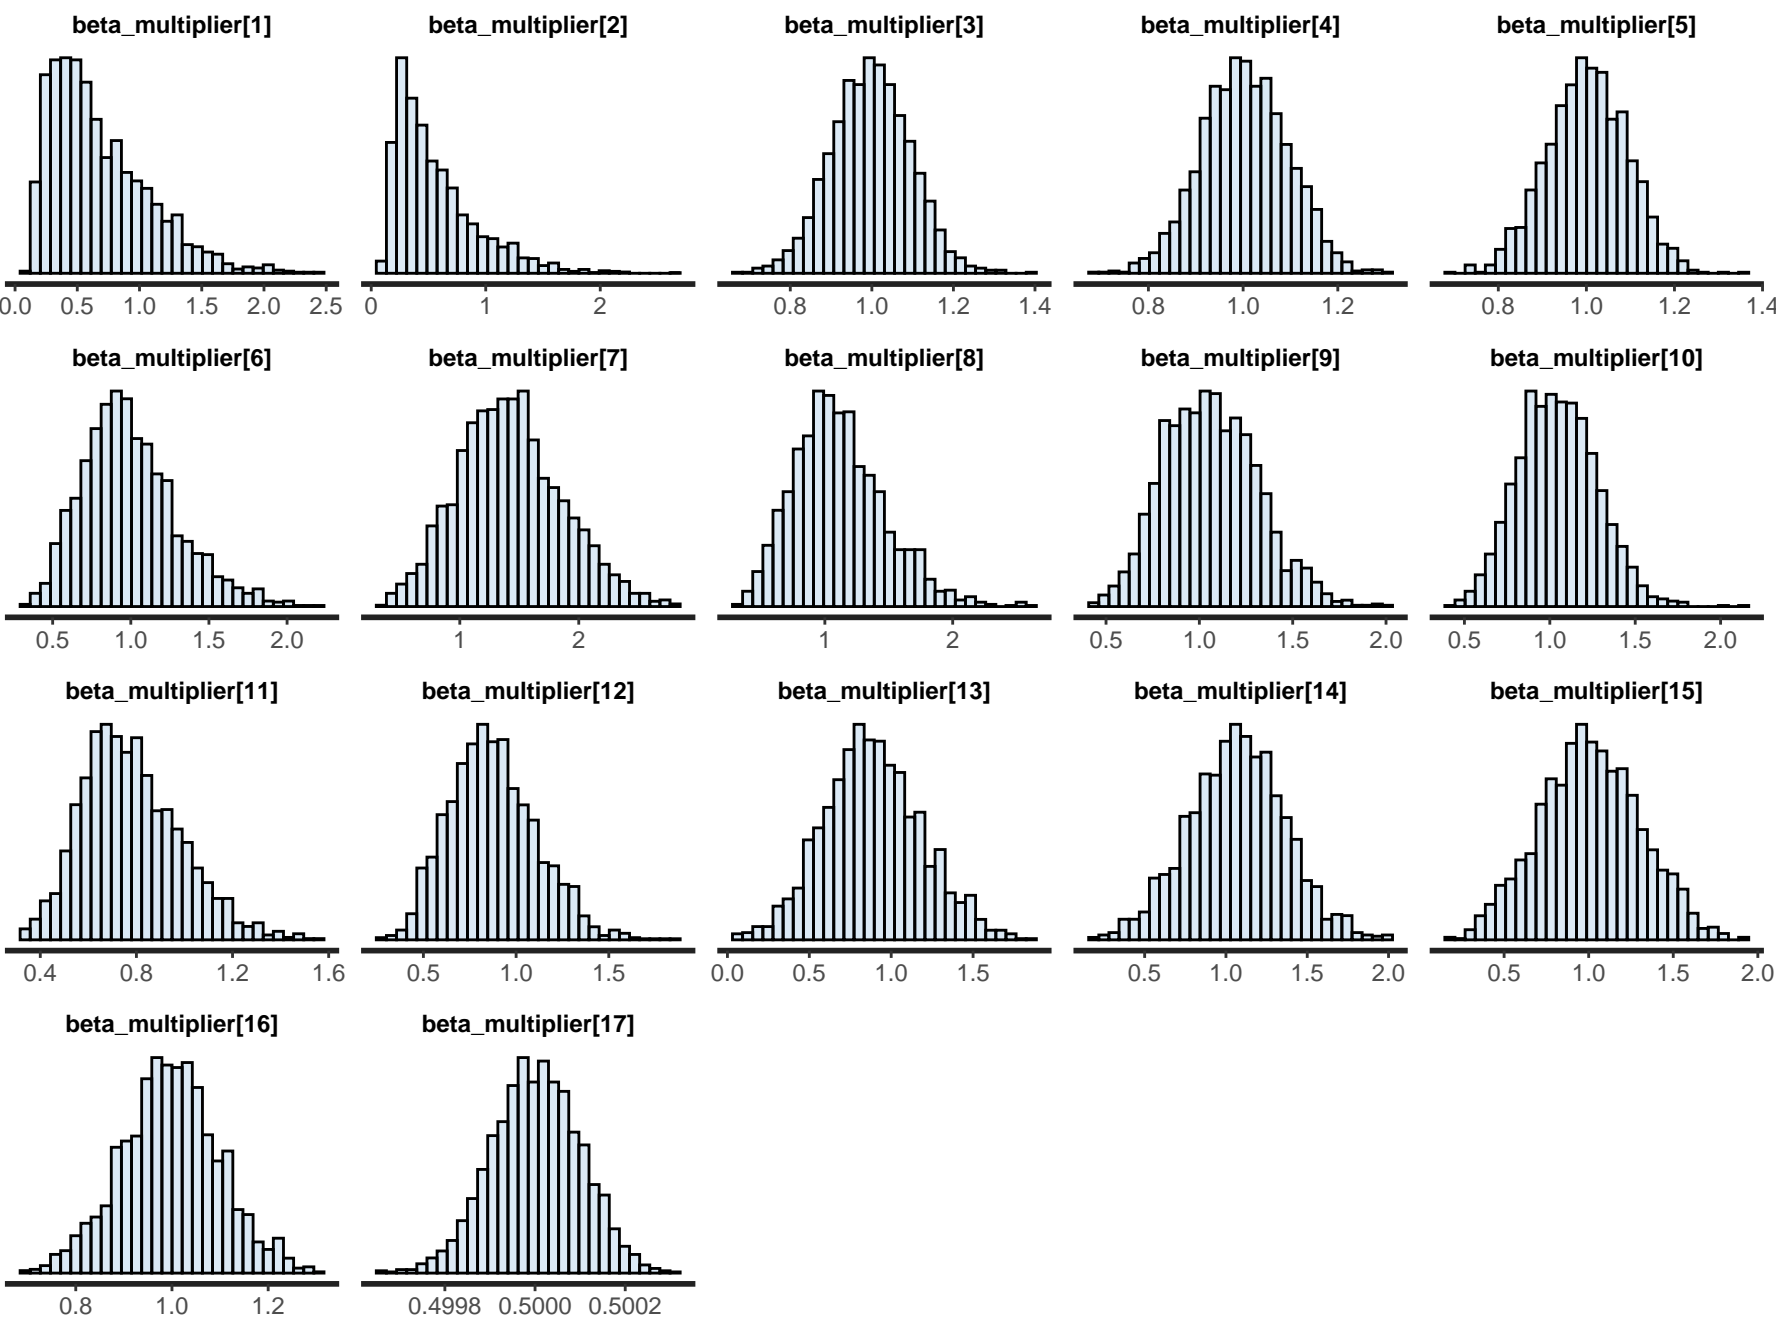 beta_multiplier[1] beta_multiplier[2] beta_multiplier[3] beta_multiplier[4] beta_multiplier[5]
0.0 0.5 1.0 1.5 2.0 2.5 0 1 2 0.8 1.0 1.2 1.4 0.8 1.0 1.2 0.8 1.0 1.2 1.4
beta_multiplier[6] beta_multiplier[7] beta_multiplier[8] beta_multiplier[9] beta_multiplier[10]
0.5 1.0 1.5 2.0 1 2 1 2 0.5 1.0 1.5 2.0 0.5 1.0 1.5 2.0
beta_multiplier[11] beta_multiplier[12] beta_multiplier[13] beta_multiplier[14] beta_multiplier[15]
0.4 0.8 1.2 1.6 0.5 1.0 1.5 0.0 0.5 1.0 1.5 0.5 1.0 1.5 2.0 0.5 1.0 1.5 2.0
beta_multiplier[16] beta_multiplier[17]
0.8 1.0 1.2 0.4998 0.5000 0.5002